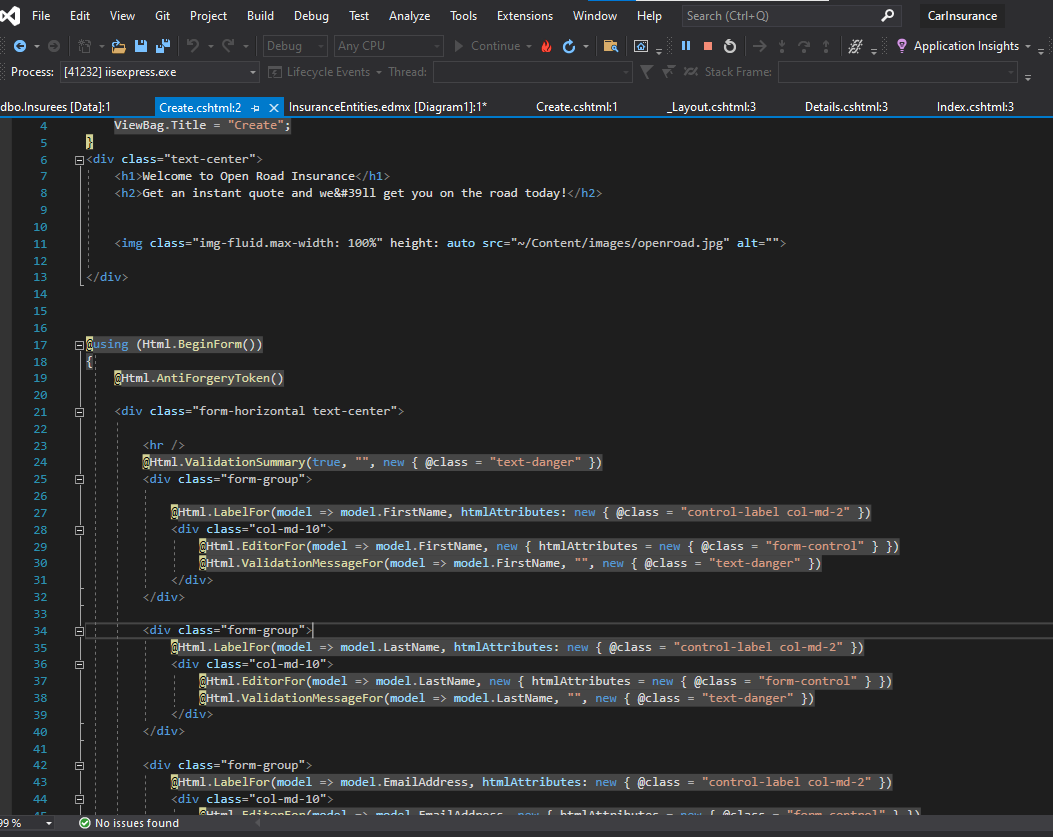 File Edit View Git Project Build Debug Test Analyze Tools Extensions Window Help Search (Ctrl+Q) CarInsurance
Debug Any CPU Continue Application Insights
Process: [41232] iisexpress.exe Lifecycle Events Thread: Stack Frame:
dbo.Insurees [Data]:1 Create.cshtml:2 InsuranceEntities.edmx [Diagram1]:1* Create.cshtml:1 _Layout.cshtml:3 Details.cshtml:3 Index.cshtml:3
4 ViewBag.Title = "Create";
5 }
6 <div class="text-center">
7 <h1>Welcome to Open Road Insurance</h1>
8 <h2>Get an instant quote and we&#39ll get you on the road today!</h2>
9
10
11 <img class="img-fluid.max-width: 100%" height: auto src="~/Content/images/openroad.jpg" alt="">
12
13 </div>
14
15
16
17 @using (Html.BeginForm())
18 {
19 @Html.AntiForgeryToken()
20
21 <div class="form-horizontal text-center">
22
23 <hr />
24 @Html.ValidationSummary(true, "", new { @class = "text-danger" })
25 <div class="form-group">
26
27 @Html.LabelFor(model => model.FirstName, htmlAttributes: new { @class = "control-label col-md-2" })
28 <div class="col-md-10">
29 @Html.EditorFor(model => model.FirstName, new { htmlAttributes = new { @class = "form-control" } })
30 @Html.ValidationMessageFor(model => model.FirstName, "", new { @class = "text-danger" })
31 </div>
32 </div>
33
34 <div class="form-group">
35 @Html.LabelFor(model => model.LastName, htmlAttributes: new { @class = "control-label col-md-2" })
36 <div class="col-md-10">
37 @Html.EditorFor(model => model.LastName, new { htmlAttributes = new { @class = "form-control" } })
38 @Html.ValidationMessageFor(model => model.LastName, "", new { @class = "text-danger" })
39 </div>
40 </div>
41
42 <div class="form-group">
43 @Html.LabelFor(model => model.EmailAddress, htmlAttributes: new { @class = "control-label col-md-2" })
44 <div class="col-md-10">
45 @Html.EditorFor(model => model.EmailAddress, new { htmlAttributes = new { @class = "form-control" } })
99 % No issues found